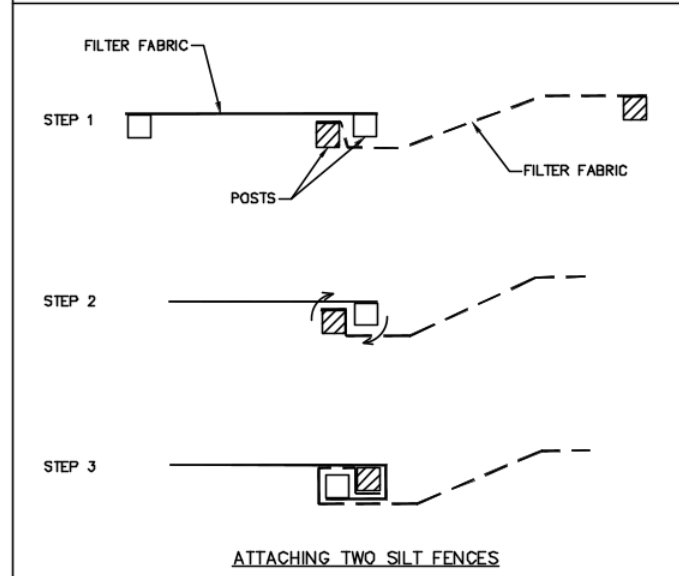 FILTER FABRIC
STEP 1
FILTER FABRIC
POSTS
STEP 2
STEP 3
ATTACHING TWO SILT FENCES